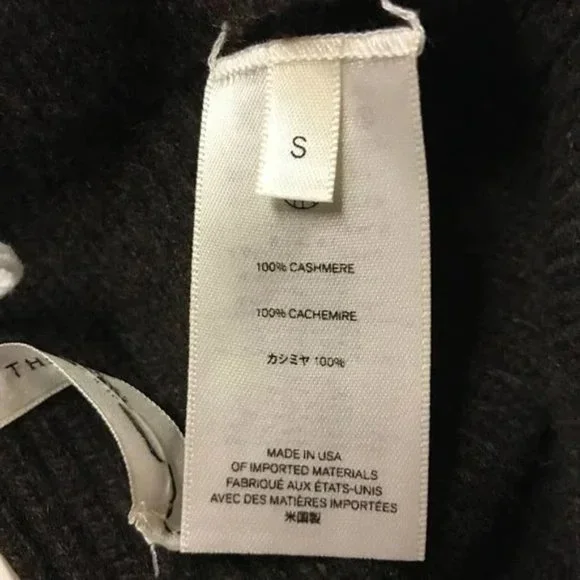 S
100% CASHMERE
100% CACHEMIRE
カシミヤ 100%
TH
MADE IN USA
OF IMPORTED MATERIALS
FABRIQUÉ AUX ÉTATS-UNIS
AVEC DES MATIÈRES IMPORTÉES
米国製